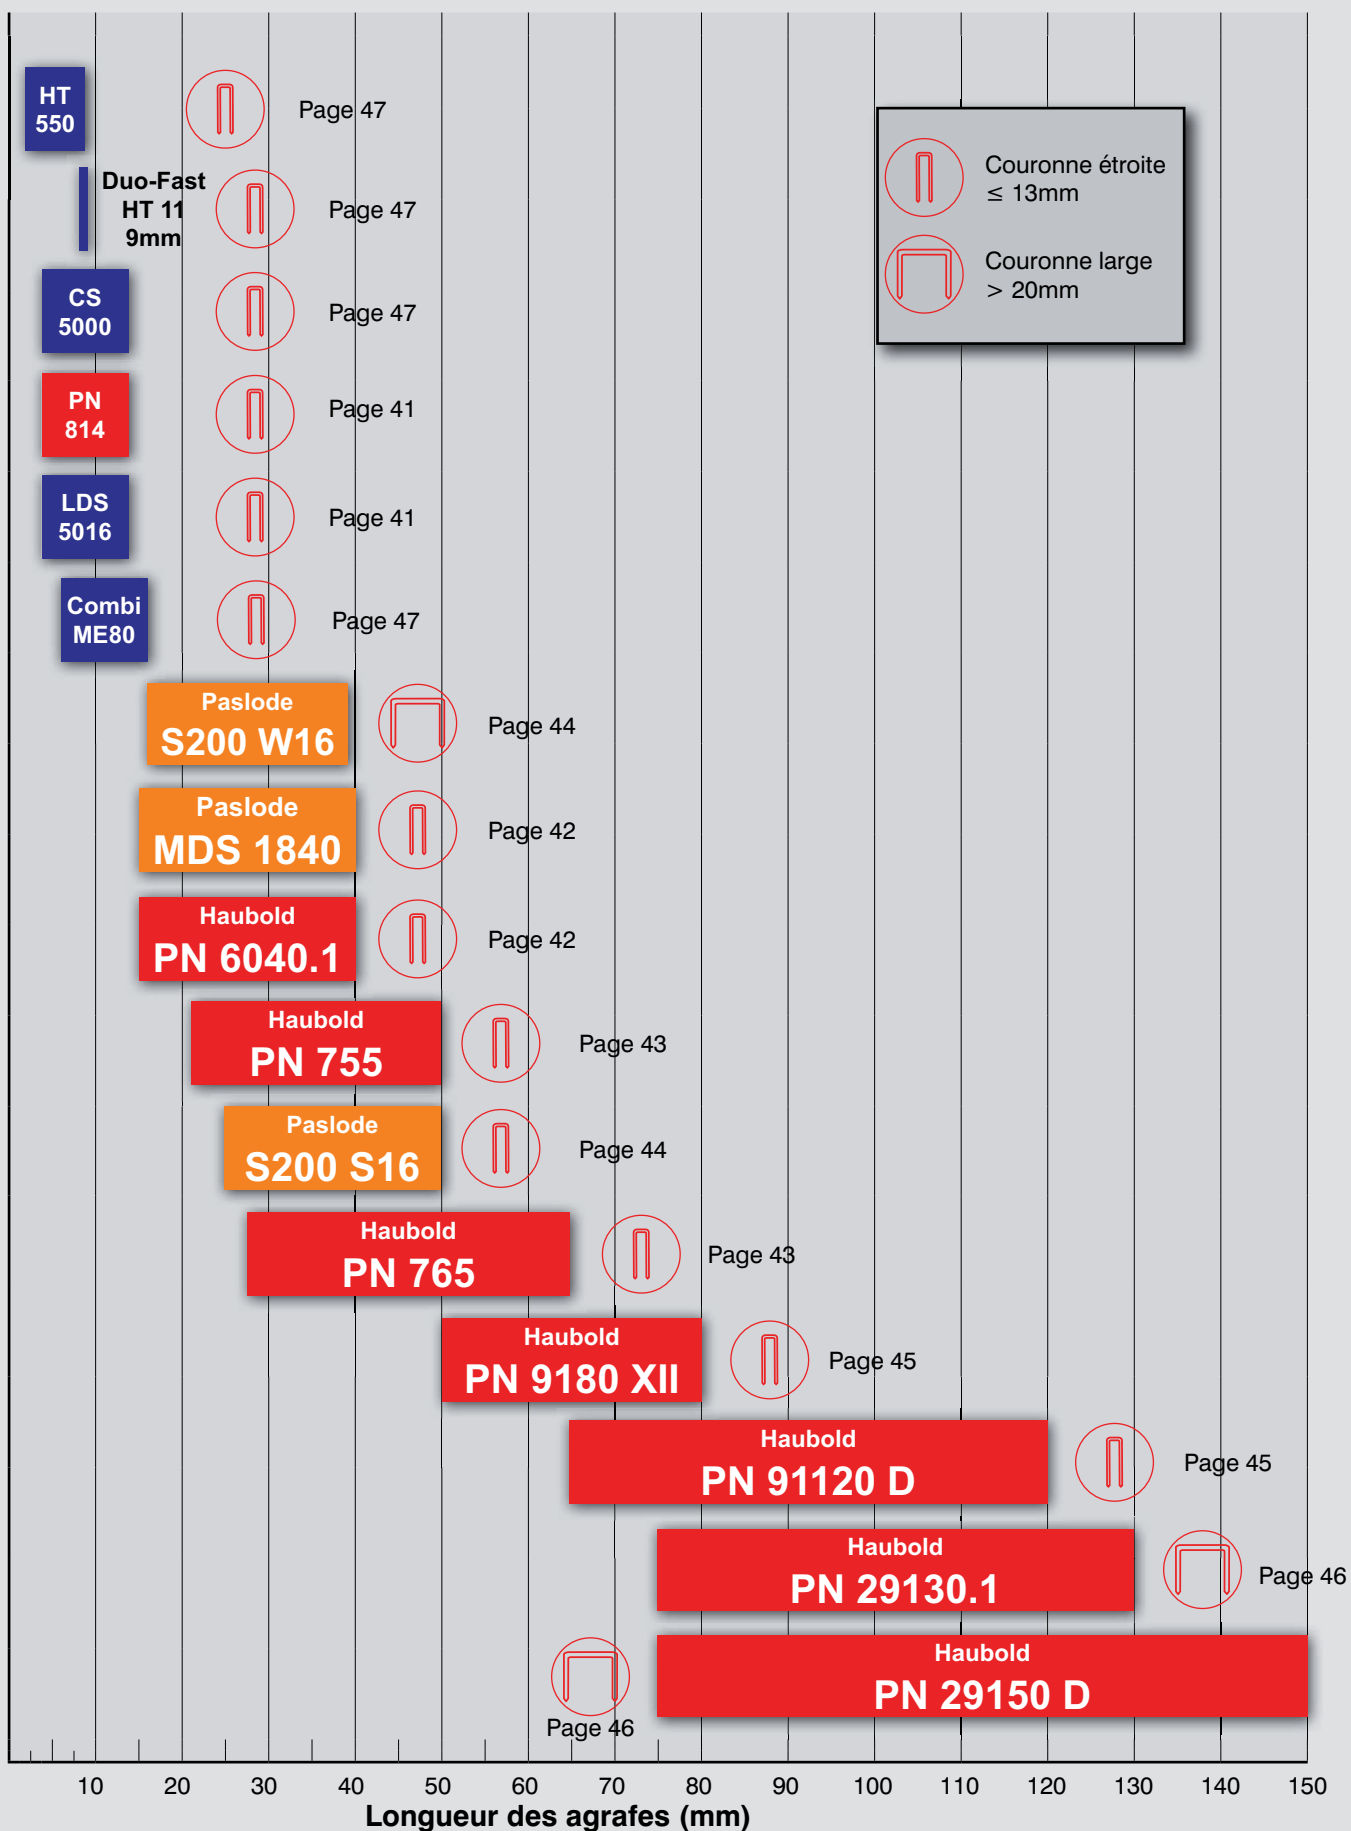 HT
550
Page 47
Duo-Fast
HT 11
9mm
Page 47
Couronne étroite
≤ 13mm
Couronne large
> 20mm
CS
5000
Page 47
PN
814
Page 41
LDS
5016
Page 41
Combi
ME80
Page 47
Paslode
S200 W16
Page 44
Paslode
MDS 1840
Page 42
Haubold
PN 6040.1
Page 42
Haubold
PN 755
Page 43
Paslode
S200 S16
Page 44
Haubold
PN 765
Page 43
Haubold
PN 9180 XII
Page 45
Haubold
PN 91120 D
Page 45
Haubold
PN 29130.1
Page 46
Haubold
PN 29150 D
Page 46
10 20 30 40 50 60 70 80 90 100 110 120 130 140 150
Longueur des agrafes (mm)